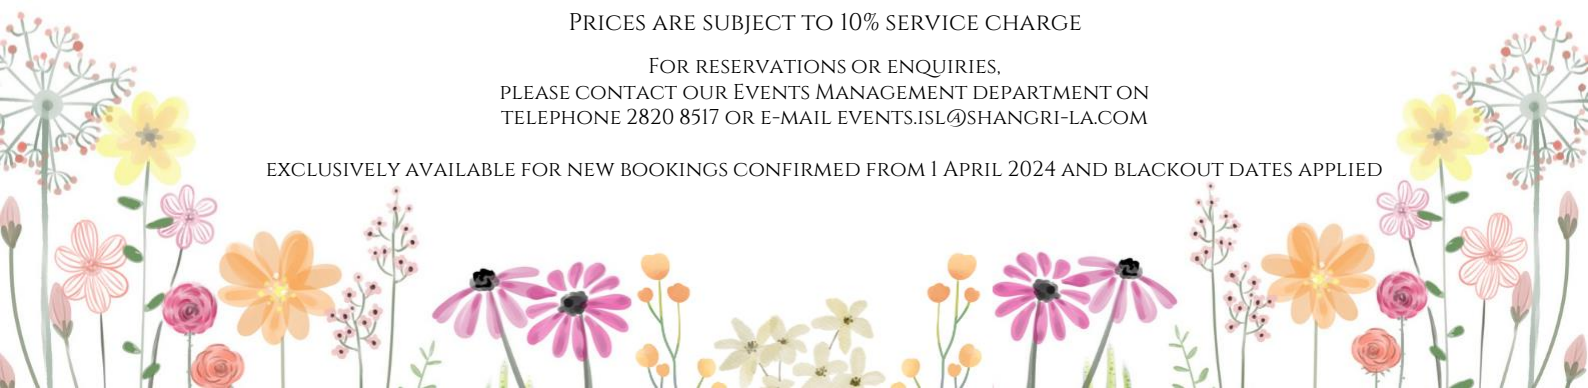 Prices are subject to 10% service charge
For reservations or enquiries,
please contact our Events Management department on
telephone 2820 8517 or e-mail events.isl@shangri-la.com
exclusively available for new bookings confirmed from 1 April 2024 and blackout dates applied